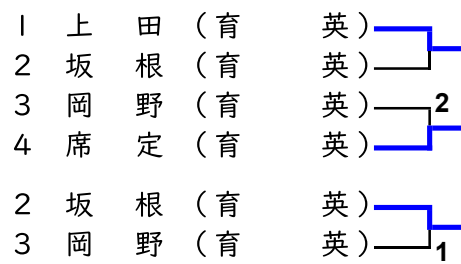 1 上 田 (育 英)
2 坂 根 (育 英)
3 岡 野 (育 英) 2
4 席 定 (育 英)
2 坂 根 (育 英)
3 岡 野 (育 英) 1